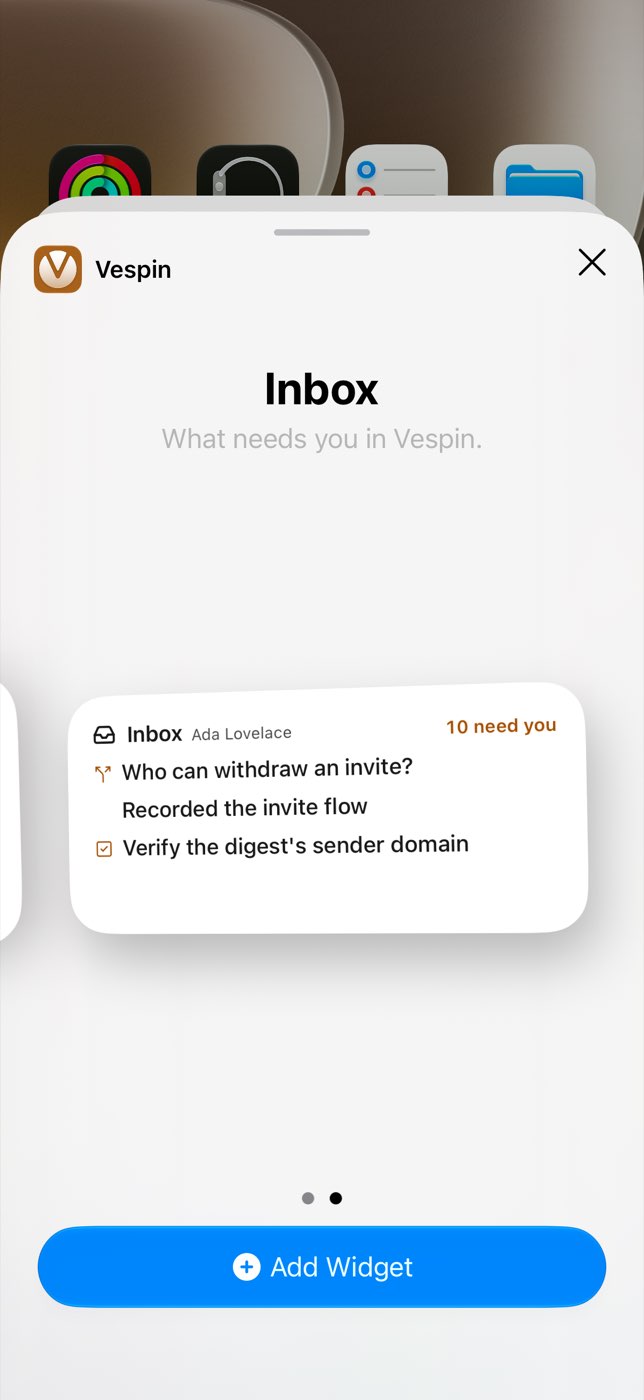 Vespin
Inbox
What needs you in Vespin.
Inbox Ada Lovelace 10 need you
Who can withdraw an invite?
Recorded the invite flow
Verify the digest's sender domain
Add Widget